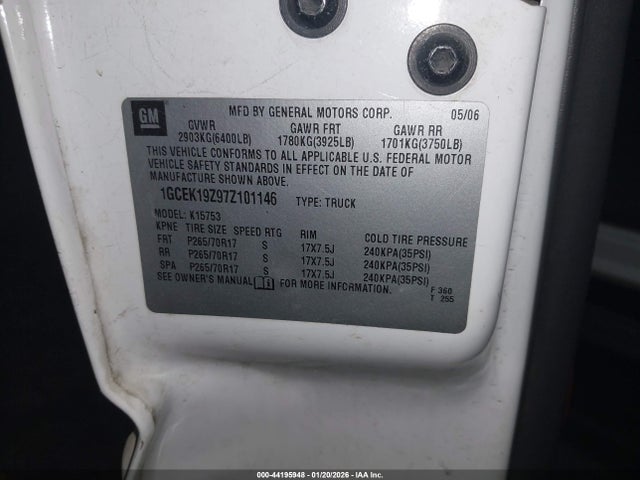 GM
MFD BY GENERAL MOTORS CORP. 05/06
GVWR GAWR FRT GAWR RR
2903KG(6400LB) 1780KG(3925LB) 1701KG(3750LB)
THIS VEHICLE CONFORMS TO ALL APPLICABLE U.S. FEDERAL MOTOR
VEHICLE SAFETY STANDARDS IN EFFECT ON THE DATE OF
MANUFACTURE SHOWN ABOVE.
1GCEK19Z97Z101146 TYPE: TRUCK
MODEL: K15753
KPNE TIRE SIZE SPEED RTG RIM COLD TIRE PRESSURE
FRT P265/70R17 S 17X7.5J 240KPA(35PSI)
RR P265/70R17 S 17X7.5J 240KPA(35PSI)
SPA P265/70R17 S 17X7.5J 240KPA(35PSI)
SEE OWNER'S MANUAL FOR MORE INFORMATION. F 360
T 255
000-44195948 - 01/20/2026 - IAA Inc.